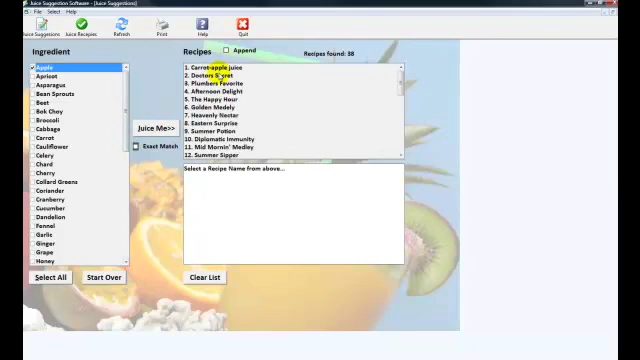 Juice Suggestion Software - [Juice Suggestions]
File Select Help
Juice Suggestions
Juice Recepies
Refresh
Print
Help
Quit
Ingredient
Recipes
Append
Recipes found: 38
Apple
Apricot
Asparagus
Bean Sprouts
Beet
Bok Choy
Broccoli
Cabbage
Carrot
Cauliflower
Celery
Chard
Cherry
Collard Greens
Coriander
Cranberry
Cucumber
Dandelion
Fennel
Garlic
Ginger
Grape
Honey
Juice Me>>
Exact Match
1. Carrot-apple juice
2. Doctors Secret
3. Plumbers Favorite
4. Afternoon Delight
5. The Happy Hour
6. Golden Medely
7. Heavenly Nectar
8. Eastern Surprise
9. Summer Potion
10. Diplomatic Immunity
11. Mid Mornin' Medley
12. Summer Sipper
Select a Recipe Name from above...
Select All
Start Over
Clear List